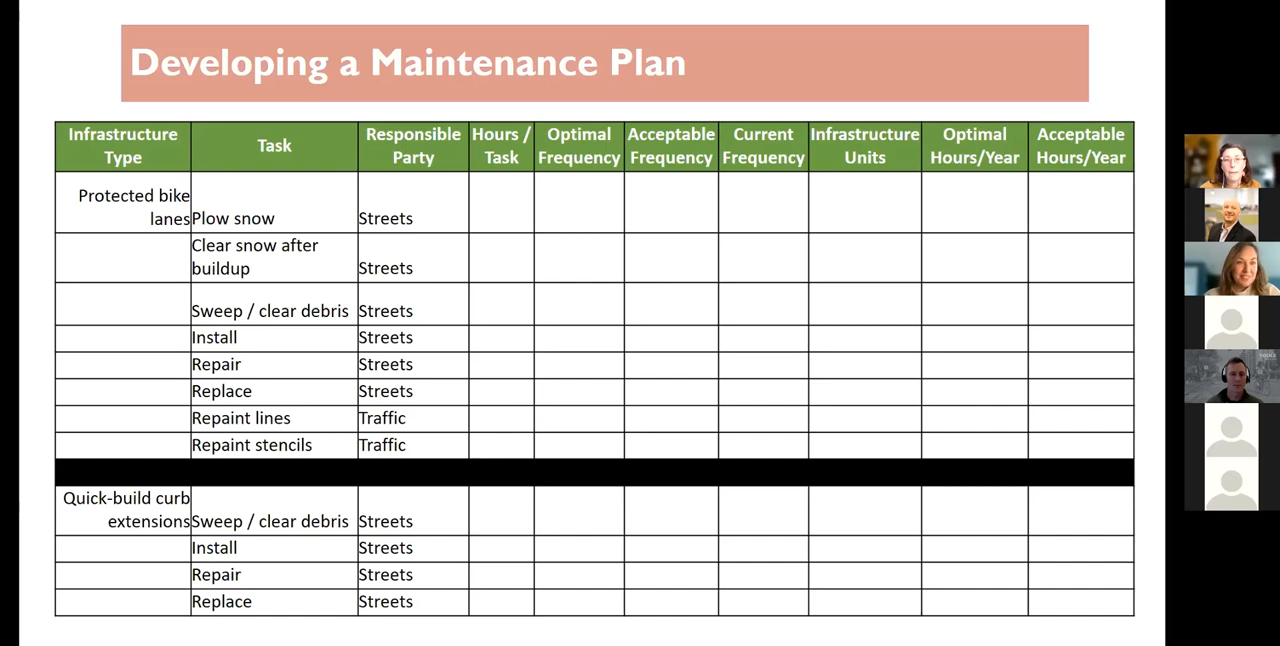 Developing a Maintenance Plan
Infrastructure Type
Task
Responsible Party
Hours / Task
Optimal Frequency
Acceptable Frequency
Current Frequency
Infrastructure Units
Optimal Hours/Year
Acceptable Hours/Year
Protected bike lanes
Plow snow
Streets
Clear snow after buildup
Streets
Sweep / clear debris
Streets
Install
Streets
Repair
Streets
Replace
Streets
Repaint lines
Traffic
Repaint stencils
Traffic
Quick-build curb extensions
Sweep / clear debris
Streets
Install
Streets
Repair
Streets
Replace
Streets